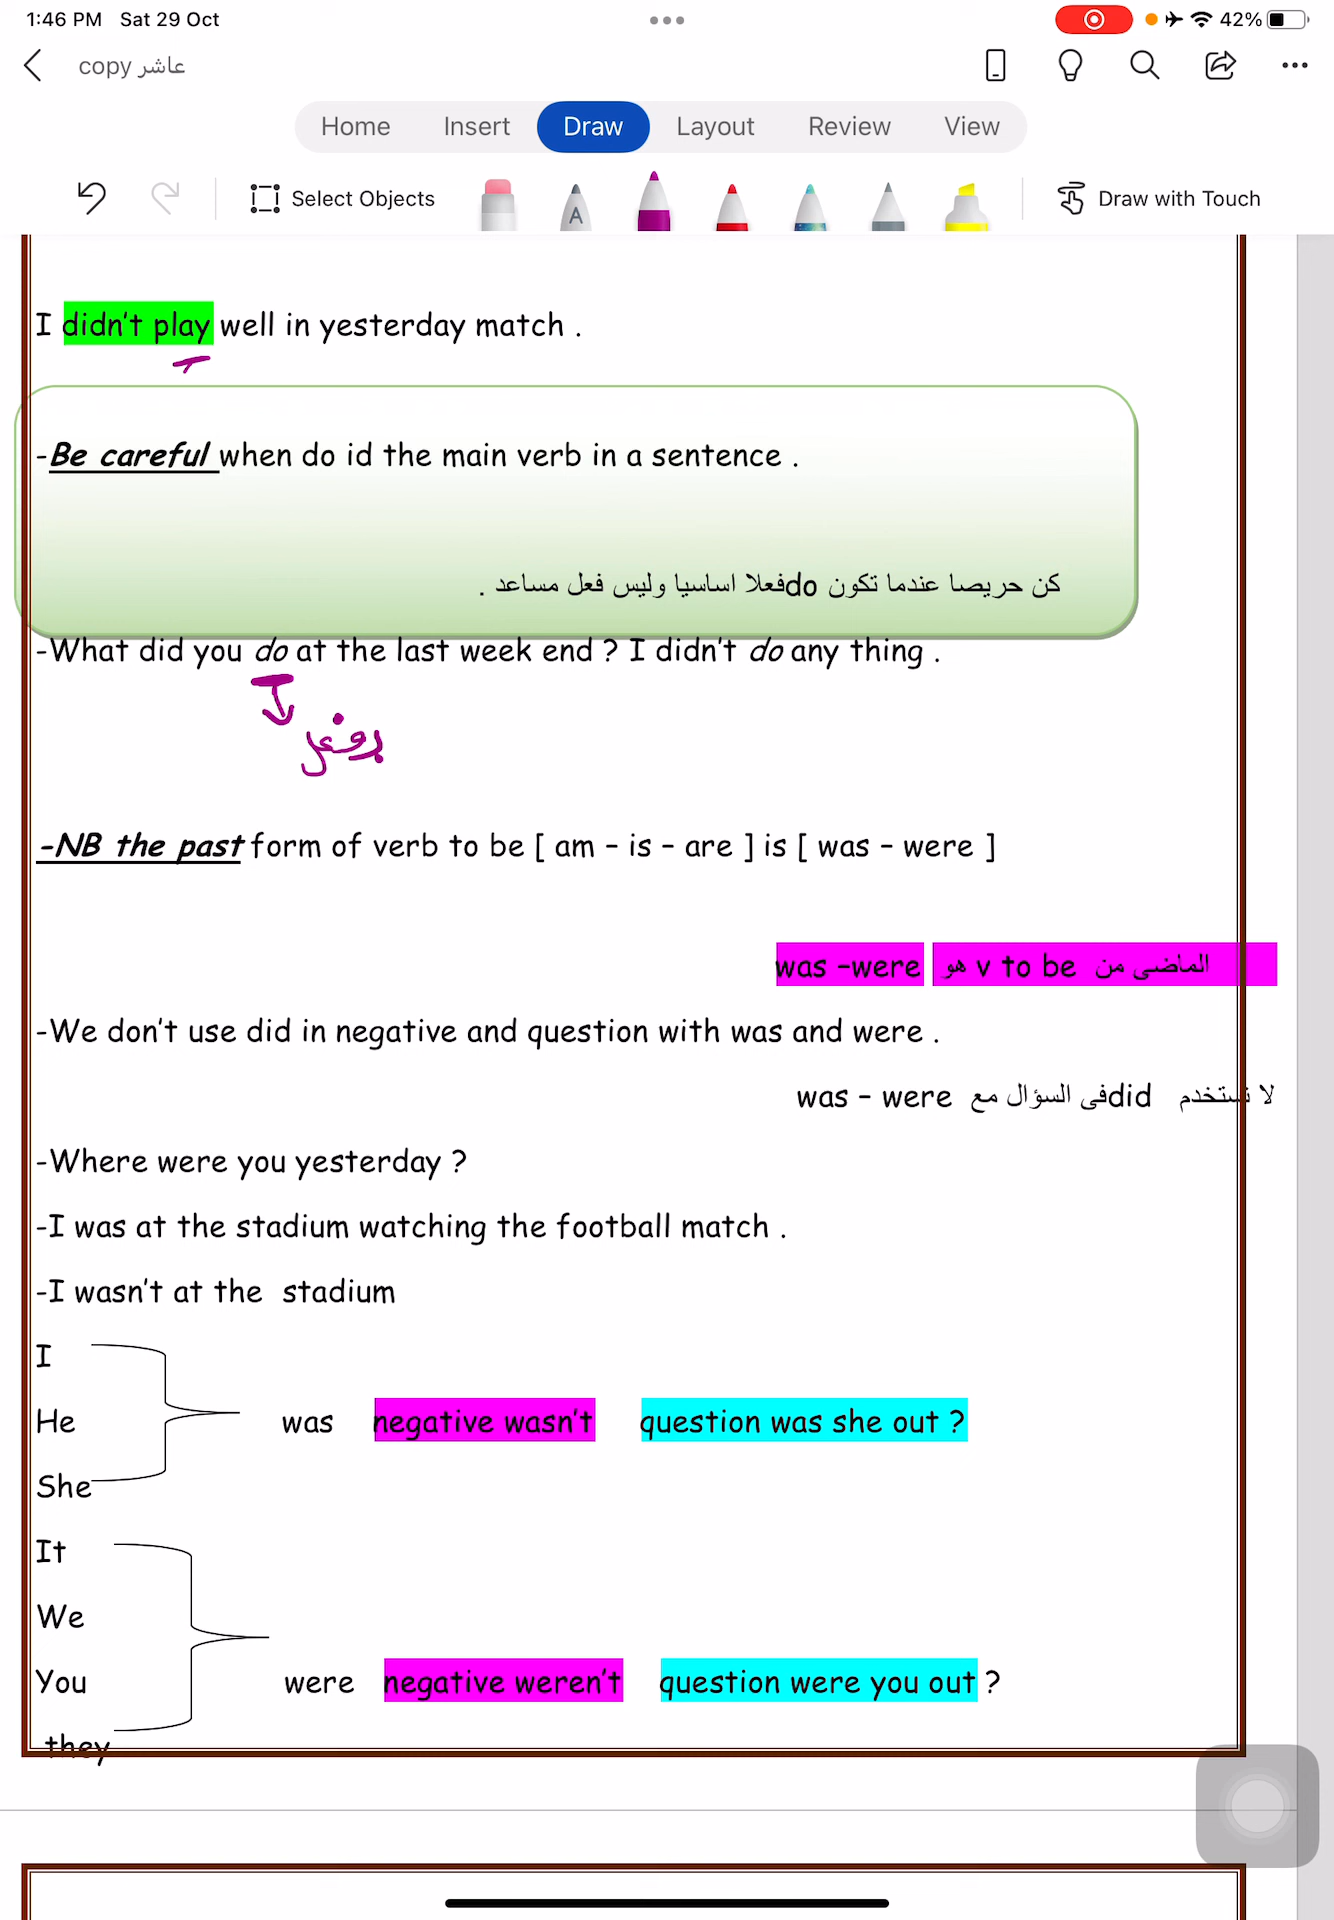 1:46 PM Sat 29 Oct 42%
copy عاشر
Home Insert Draw Layout Review View
Select Objects A Draw with Touch
I didn't play well in yesterday match .
-Be careful when do id the main verb in a sentence .
كن حريصا عندما تكون doفعلا اساسيا وليس فعل مساعد .
-What did you do at the last week end ? I didn't do any thing .
-NB the past form of verb to be [ am - is - are ] is [ was - were ]
الماضى من v to be هو was -were
-We don't use did in negative and question with was and were .
لا نستخدم didفى السؤال مع was - were
-Where were you yesterday ?
-I was at the stadium watching the football match .
-I wasn't at the stadium
I
He was negative wasn't question was she out ?
She
It
We
You were negative weren't question were you out ?
they